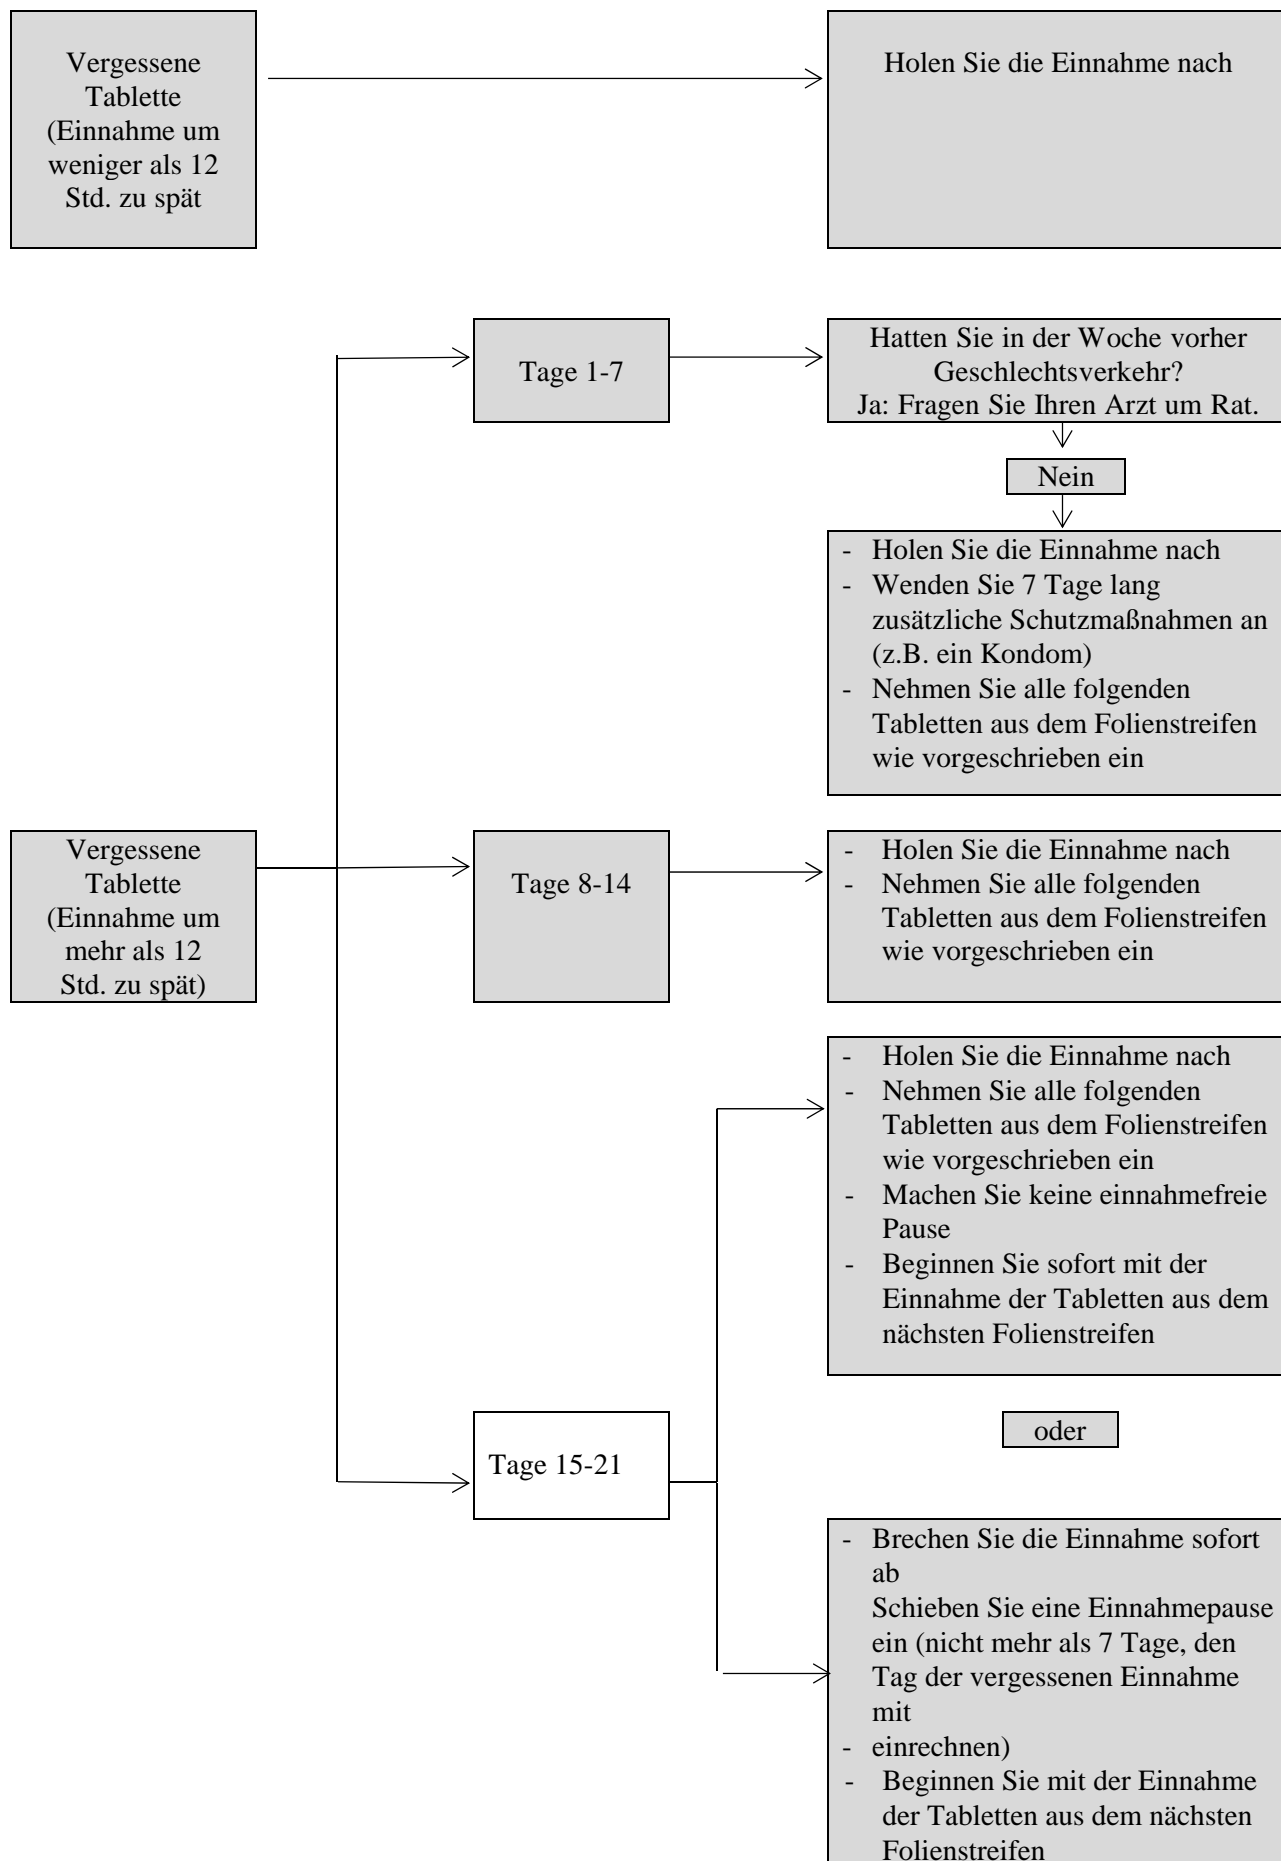 Vergessene
Tablette
(Einnahme um
weniger als 12
Std. zu spät
Holen Sie die Einnahme nach
Tage 1-7
Hatten Sie in der Woche vorher
Geschlechtsverkehr?
Ja: Fragen Sie Ihren Arzt um Rat.
Nein
- Holen Sie die Einnahme nach
- Wenden Sie 7 Tage lang
zusätzliche Schutzmaßnahmen an
(z.B. ein Kondom)
- Nehmen Sie alle folgenden
Tabletten aus dem Folienstreifen
wie vorgeschrieben ein
Vergessene
Tablette
(Einnahme um
mehr als 12
Std. zu spät)
Tage 8-14
- Holen Sie die Einnahme nach
- Nehmen Sie alle folgenden
Tabletten aus dem Folienstreifen
wie vorgeschrieben ein
- Holen Sie die Einnahme nach
- Nehmen Sie alle folgenden
Tabletten aus dem Folienstreifen
wie vorgeschrieben ein
- Machen Sie keine einnahmefreie
Pause
- Beginnen Sie sofort mit der
Einnahme der Tabletten aus dem
nächsten Folienstreifen
oder
Tage 15-21
- Brechen Sie die Einnahme sofort
ab
Schieben Sie eine Einnahmepause
ein (nicht mehr als 7 Tage, den
Tag der vergessenen Einnahme
mit
- einrechnen)
- Beginnen Sie mit der Einnahme
der Tabletten aus dem nächsten
Folienstreifen